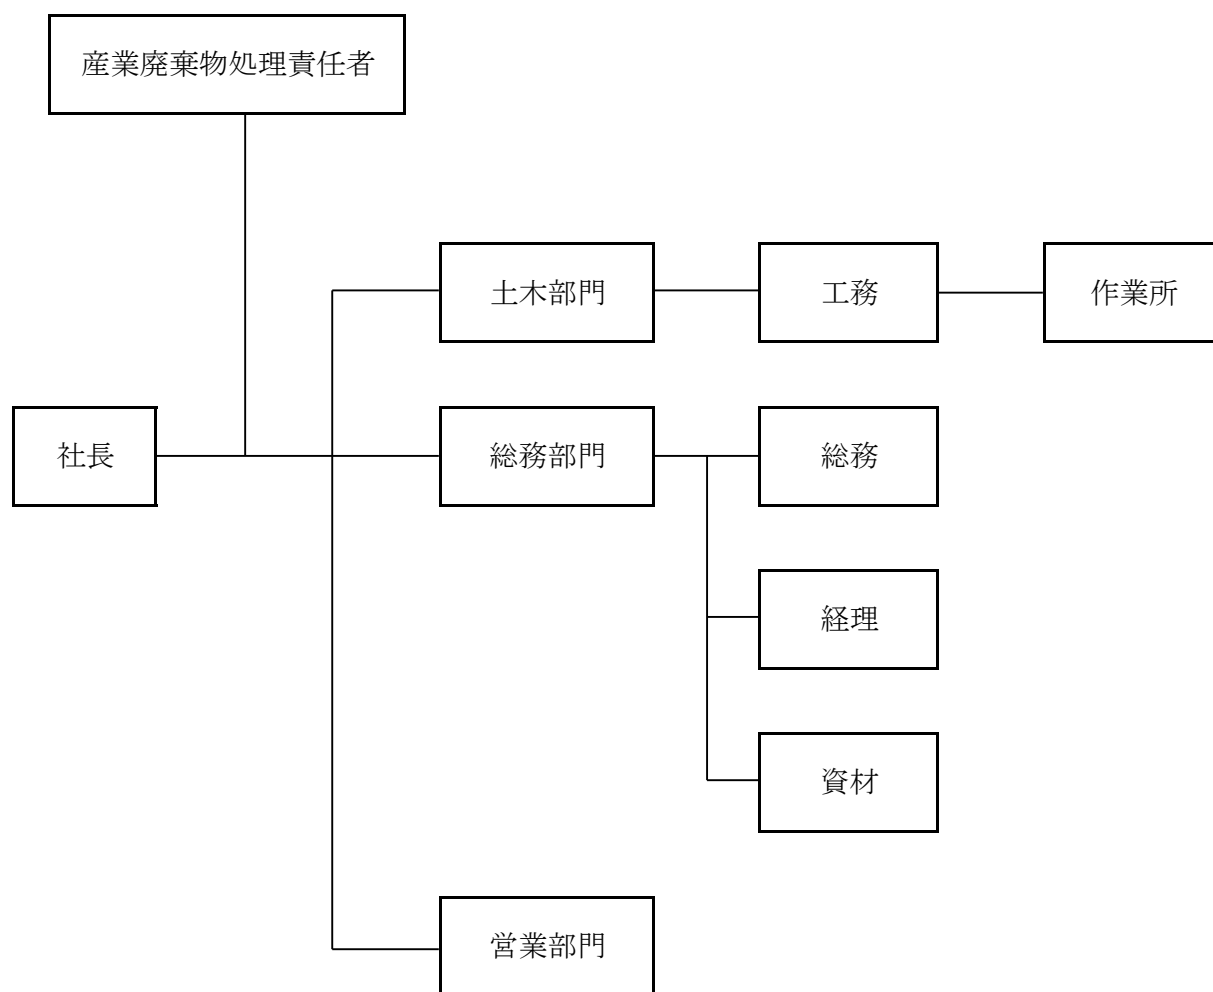 産業廃棄物処理責任者
土木部門
工務
作業所
社長
総務部門
総務
経理
資材
営業部門